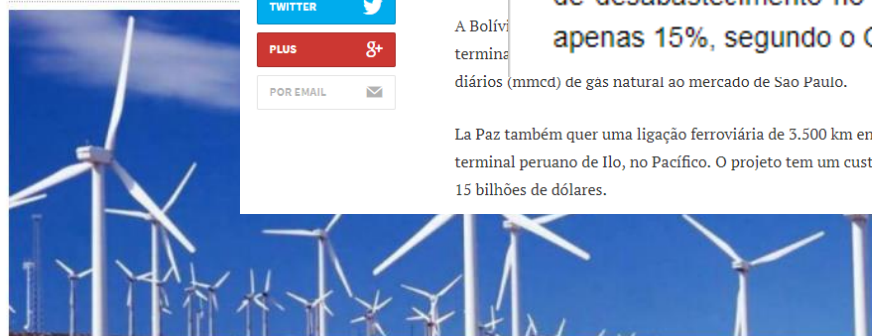 TWITTER
PLUS
POR EMAIL
A Bolívi
termina
apenas 15%, segundo o
diários (mmcd) de gás natural ao mercado de São Paulo.
La Paz também quer uma ligação ferroviária de 3.500 km en
terminal peruano de Ilo, no Pacífico. O projeto tem um cust
15 bilhões de dólares.